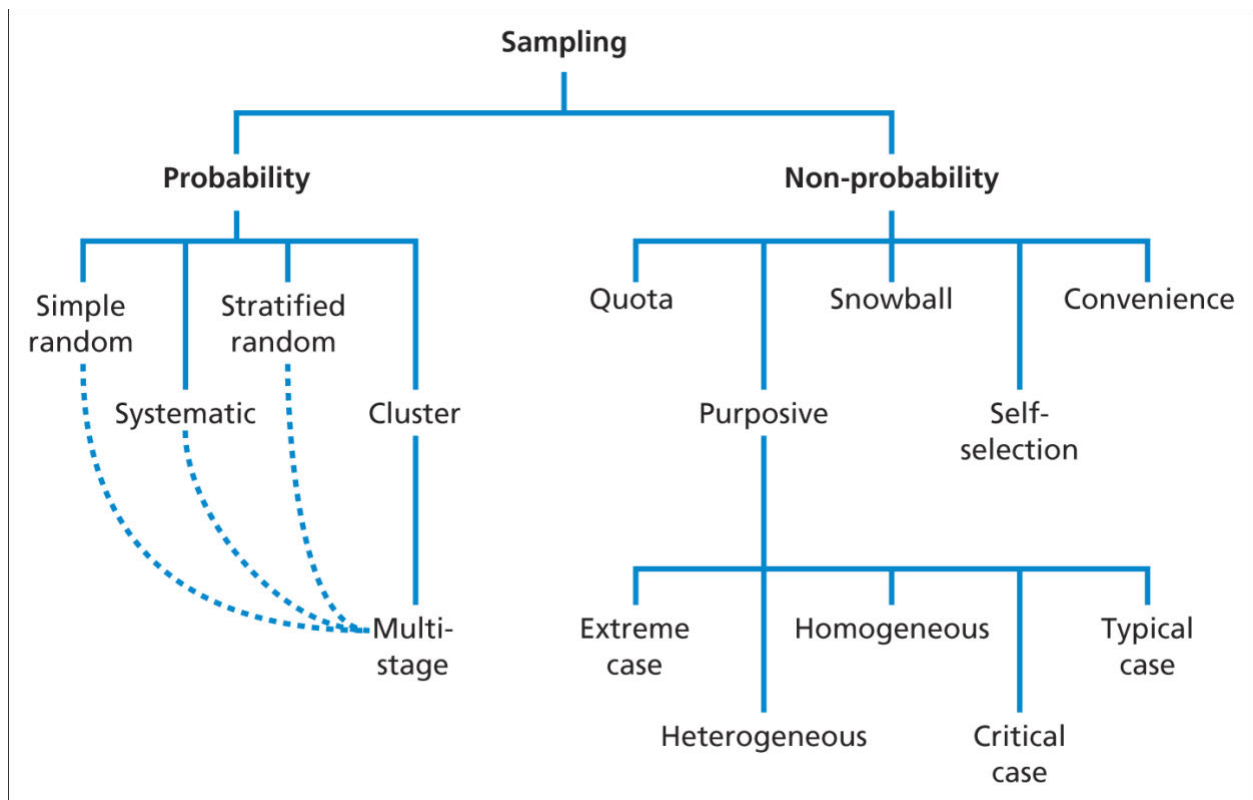 Sampling
Probability
Non-probability
Simple
random
Stratified
random
Quota
Snowball
Convenience
Systematic
Cluster
Purposive
Self-
selection
Multi-
stage
Extreme
case
Homogeneous
Typical
case
Heterogeneous
Critical
case